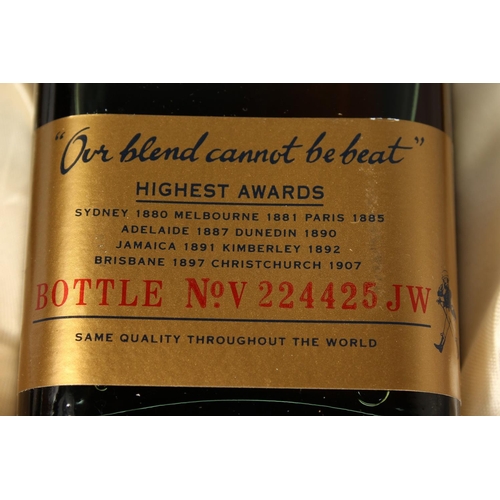 "Our blend cannot be beat"
HIGHEST AWARDS
SYDNEY 1880 MELBOURNE 1881 PARIS 1885
ADELAIDE 1887 DUNEDIN 1890
JAMAICA 1891 KIMBERLEY 1892
BRISBANE 1897 CHRISTCHURCH 1907
BOTTLE NoV 224425 JW
SAME QUALITY THROUGHOUT THE WORLD